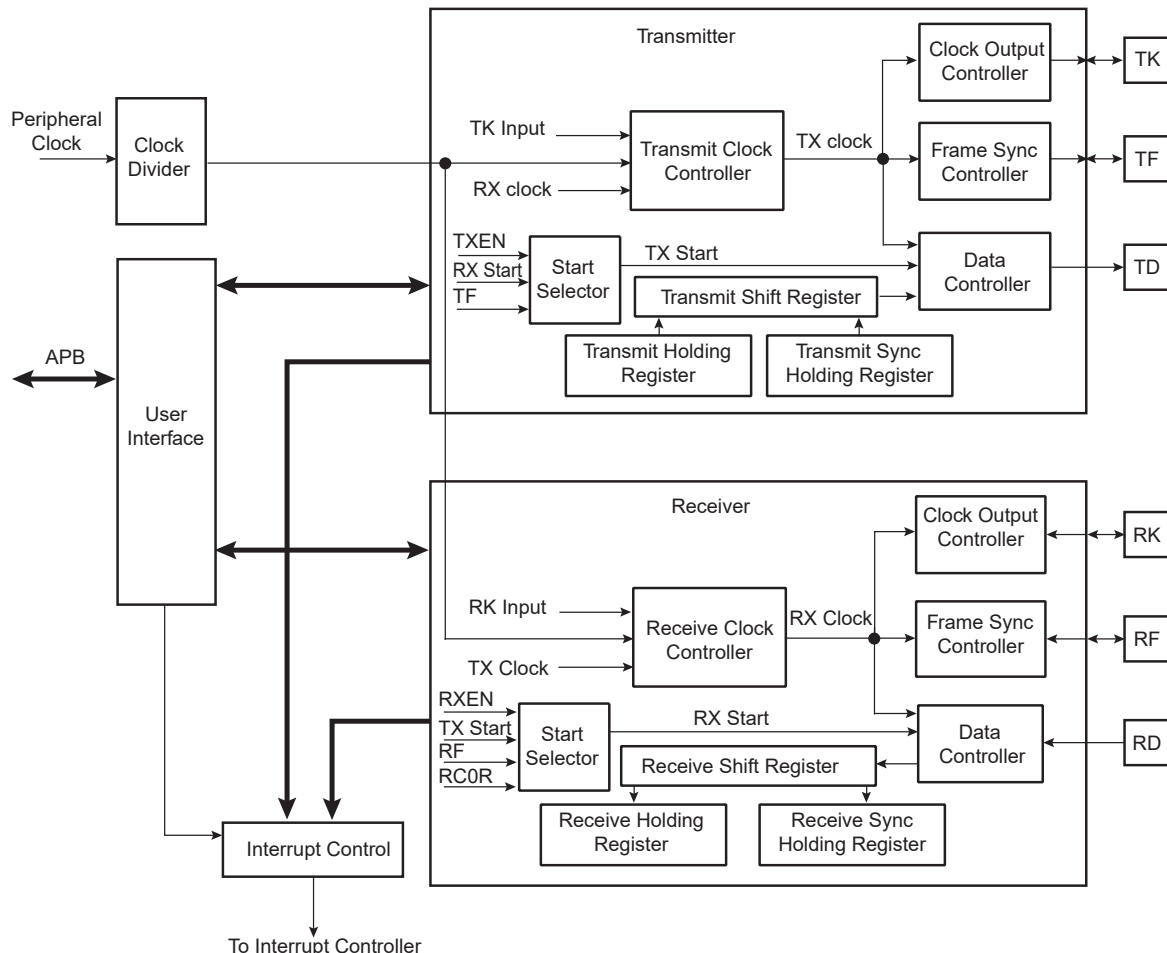 Transmitter
Clock Output
Controller
TK
Peripheral
Clock
Clock
Divider
TK Input
RX clock
Transmit Clock
Controller
TX clock
Frame Sync
Controller
TF
TXEN
RX Start
TF
Start
Selector
TX Start
Data
Controller
TD
Transmit Shift Register
Transmit Holding
Register
Transmit Sync
Holding Register
APB
User
Interface
Receiver
Clock Output
Controller
RK
RK Input
TX Clock
Receive Clock
Controller
RX Clock
Frame Sync
Controller
RF
RXEN
TX Start
RF
RC0R
Start
Selector
RX Start
Data
Controller
RD
Receive Shift Register
Receive Holding
Register
Receive Sync
Holding Register
Interrupt Control
To Interrupt Controller